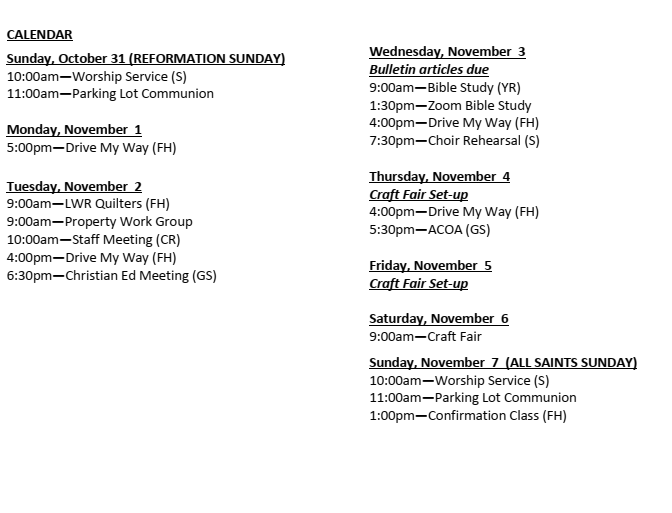 CALENDAR
Sunday, October 31 (REFORMATION SUNDAY)
10:00am—Worship Service (S)
11:00am—Parking Lot Communion
Monday, November 1
5:00pm—Drive My Way (FH)
Tuesday, November 2
9:00am—LWR Quilters (FH)
9:00am—Property Work Group
10:00am—Staff Meeting (CR)
4:00pm—Drive My Way (FH)
6:30pm—Christian Ed Meeting (GS)
Wednesday, November 3
Bulletin articles due
9:00am—Bible Study (YR)
1:30pm—Zoom Bible Study
4:00pm—Drive My Way (FH)
7:30pm—Choir Rehearsal (S)
Thursday, November 4
Craft Fair Set-up
4:00pm—Drive My Way (FH)
5:30pm—ACOA (GS)
Friday, November 5
Craft Fair Set-up
Saturday, November 6
9:00am—Craft Fair
Sunday, November 7 (ALL SAINTS SUNDAY)
10:00am—Worship Service (S)
11:00am—Parking Lot Communion
1:00pm—Confirmation Class (FH)